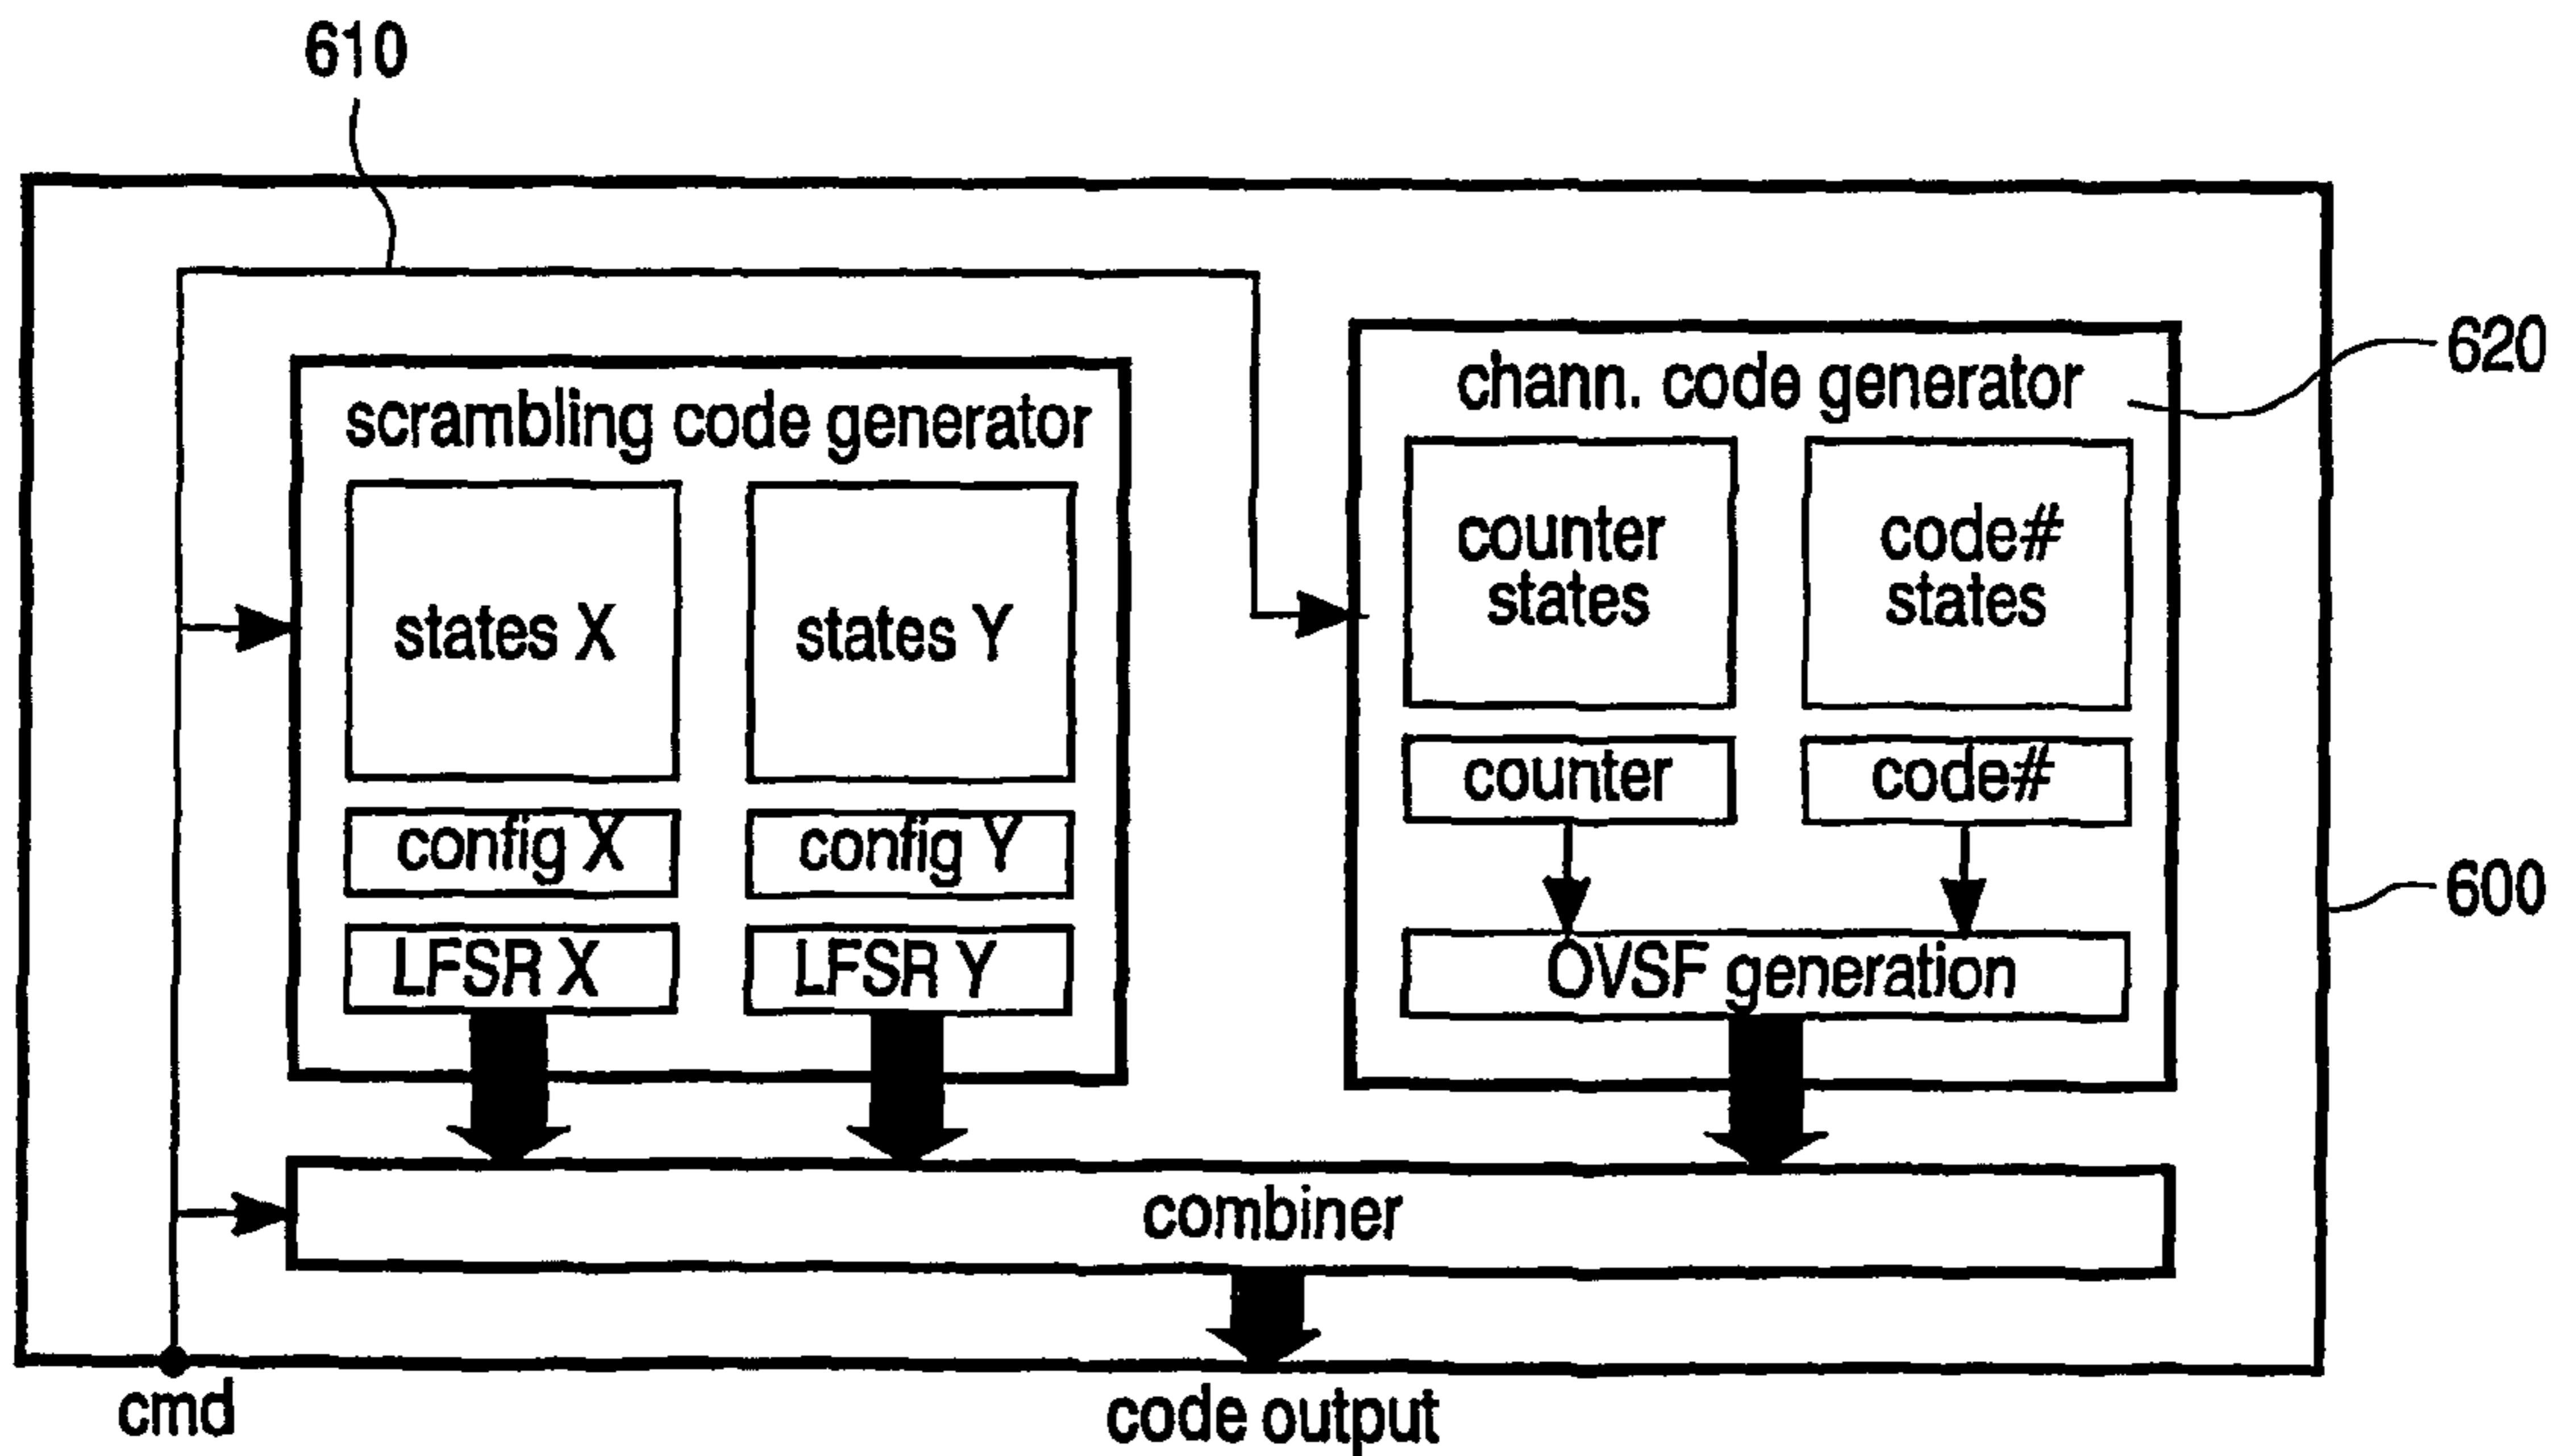 610
scrambling code generator
states X
states Y
config X
config Y
LFSR X
LFSR Y
chann. code generator
620
counter
states
code#
states
counter
code#
OVSF generation
600
combiner
cmd
code output